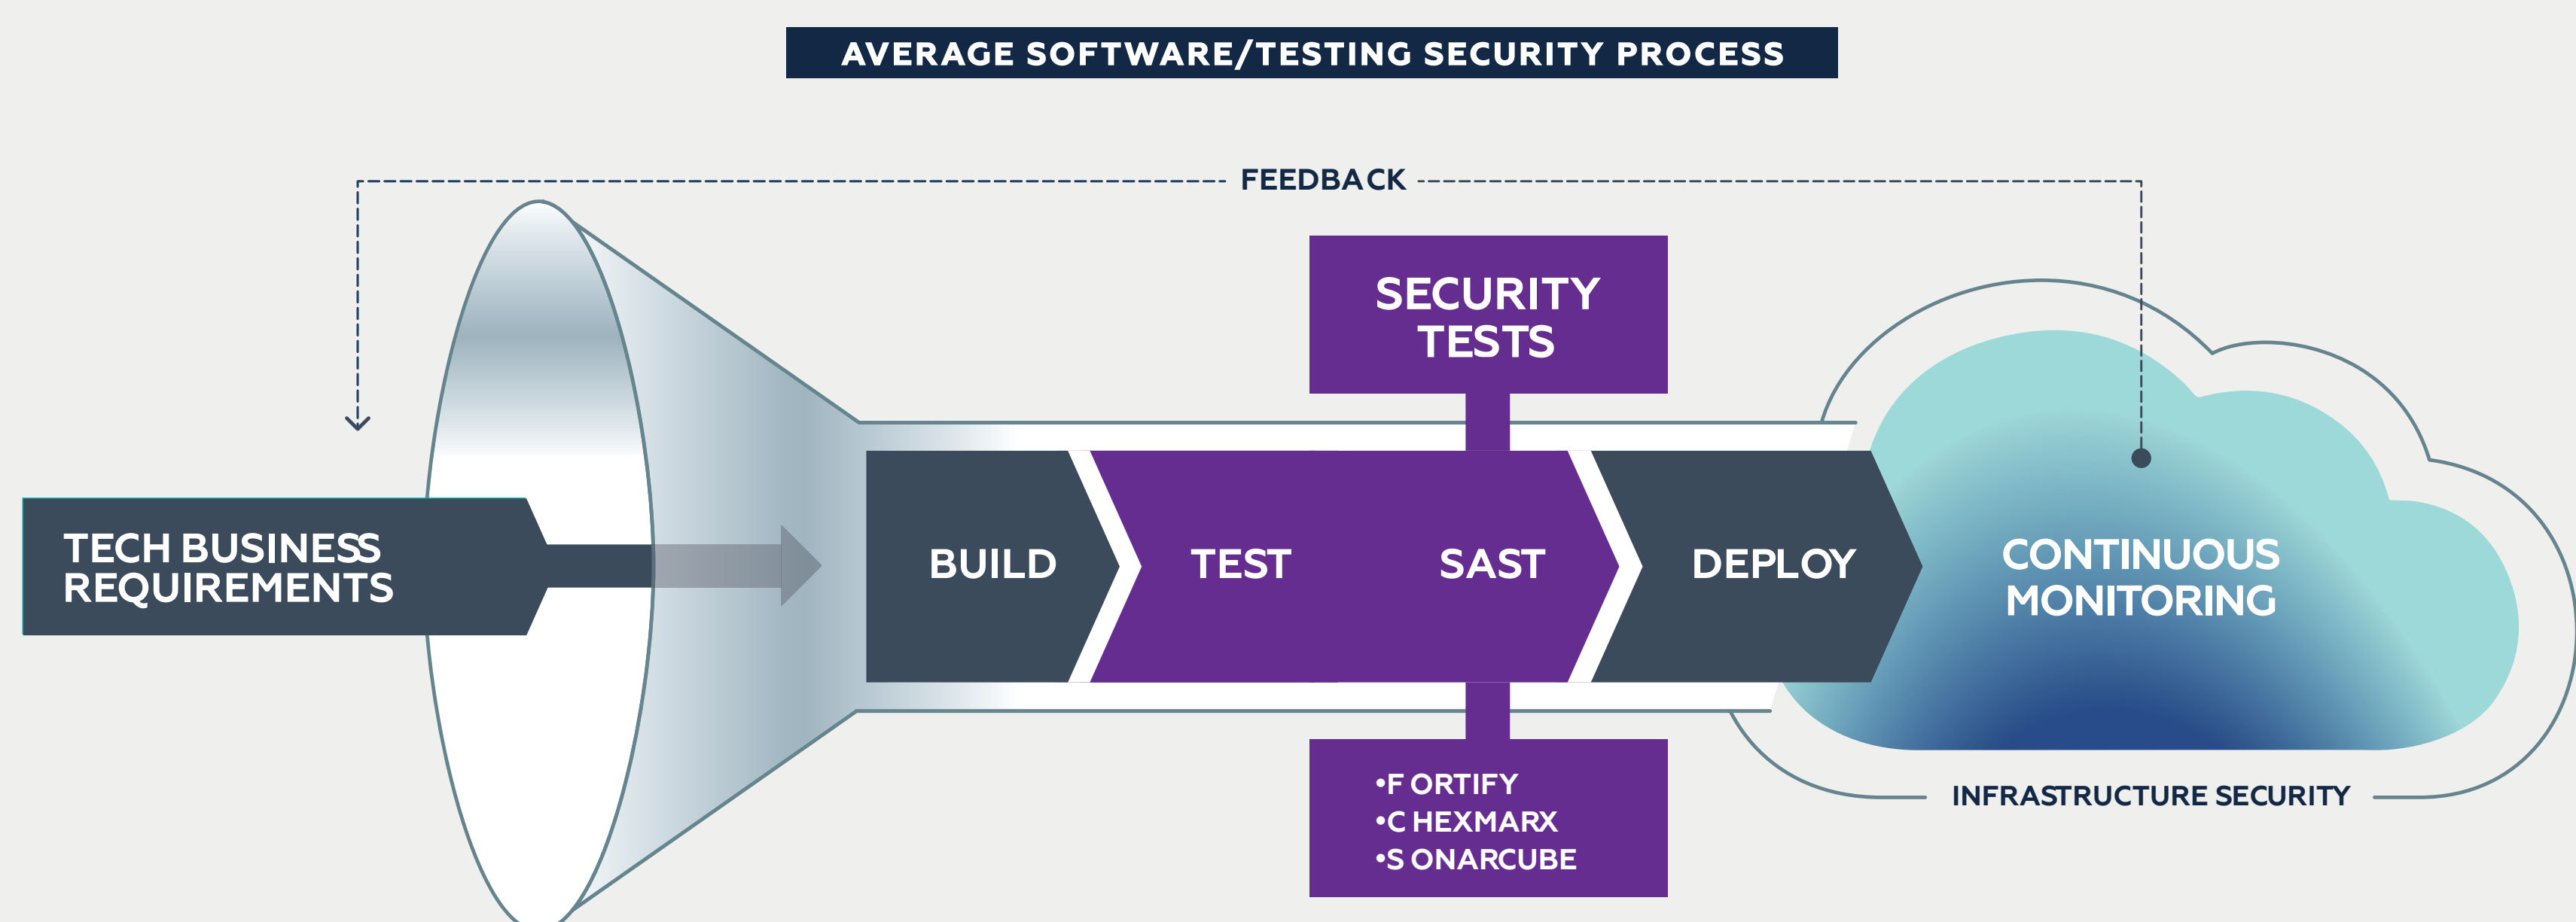 AVERAGE SOFTWARE/TESTING SECURITY PROCESS
FEEDBACK
SECURITY
TESTS
TECH BUSINESS
REQUIREMENTS
BUILD
TEST
SAST
DEPLOY
CONTINUOUS
MONITORING
•F ORTIFY
•C HEXMARX
•S ONARCUBE
INFRASTRUCTURE SECURITY